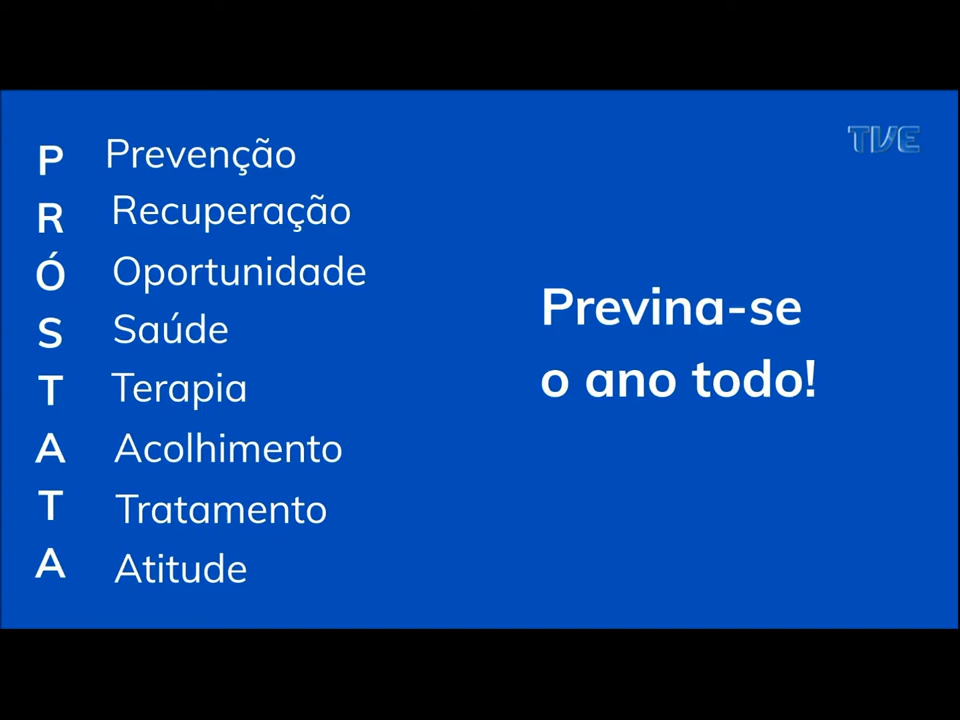 P Prevenção
R Recuperação
Ó Oportunidade
S Saúde
T Terapia
A Acolhimento
T Tratamento
A Atitude
Previna-se
o ano todo!
TVE